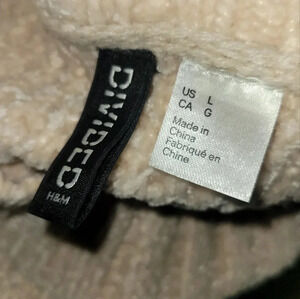 DIVIDED
H&M
US L
CA G
Made in
China
Fabriqué en
Chine